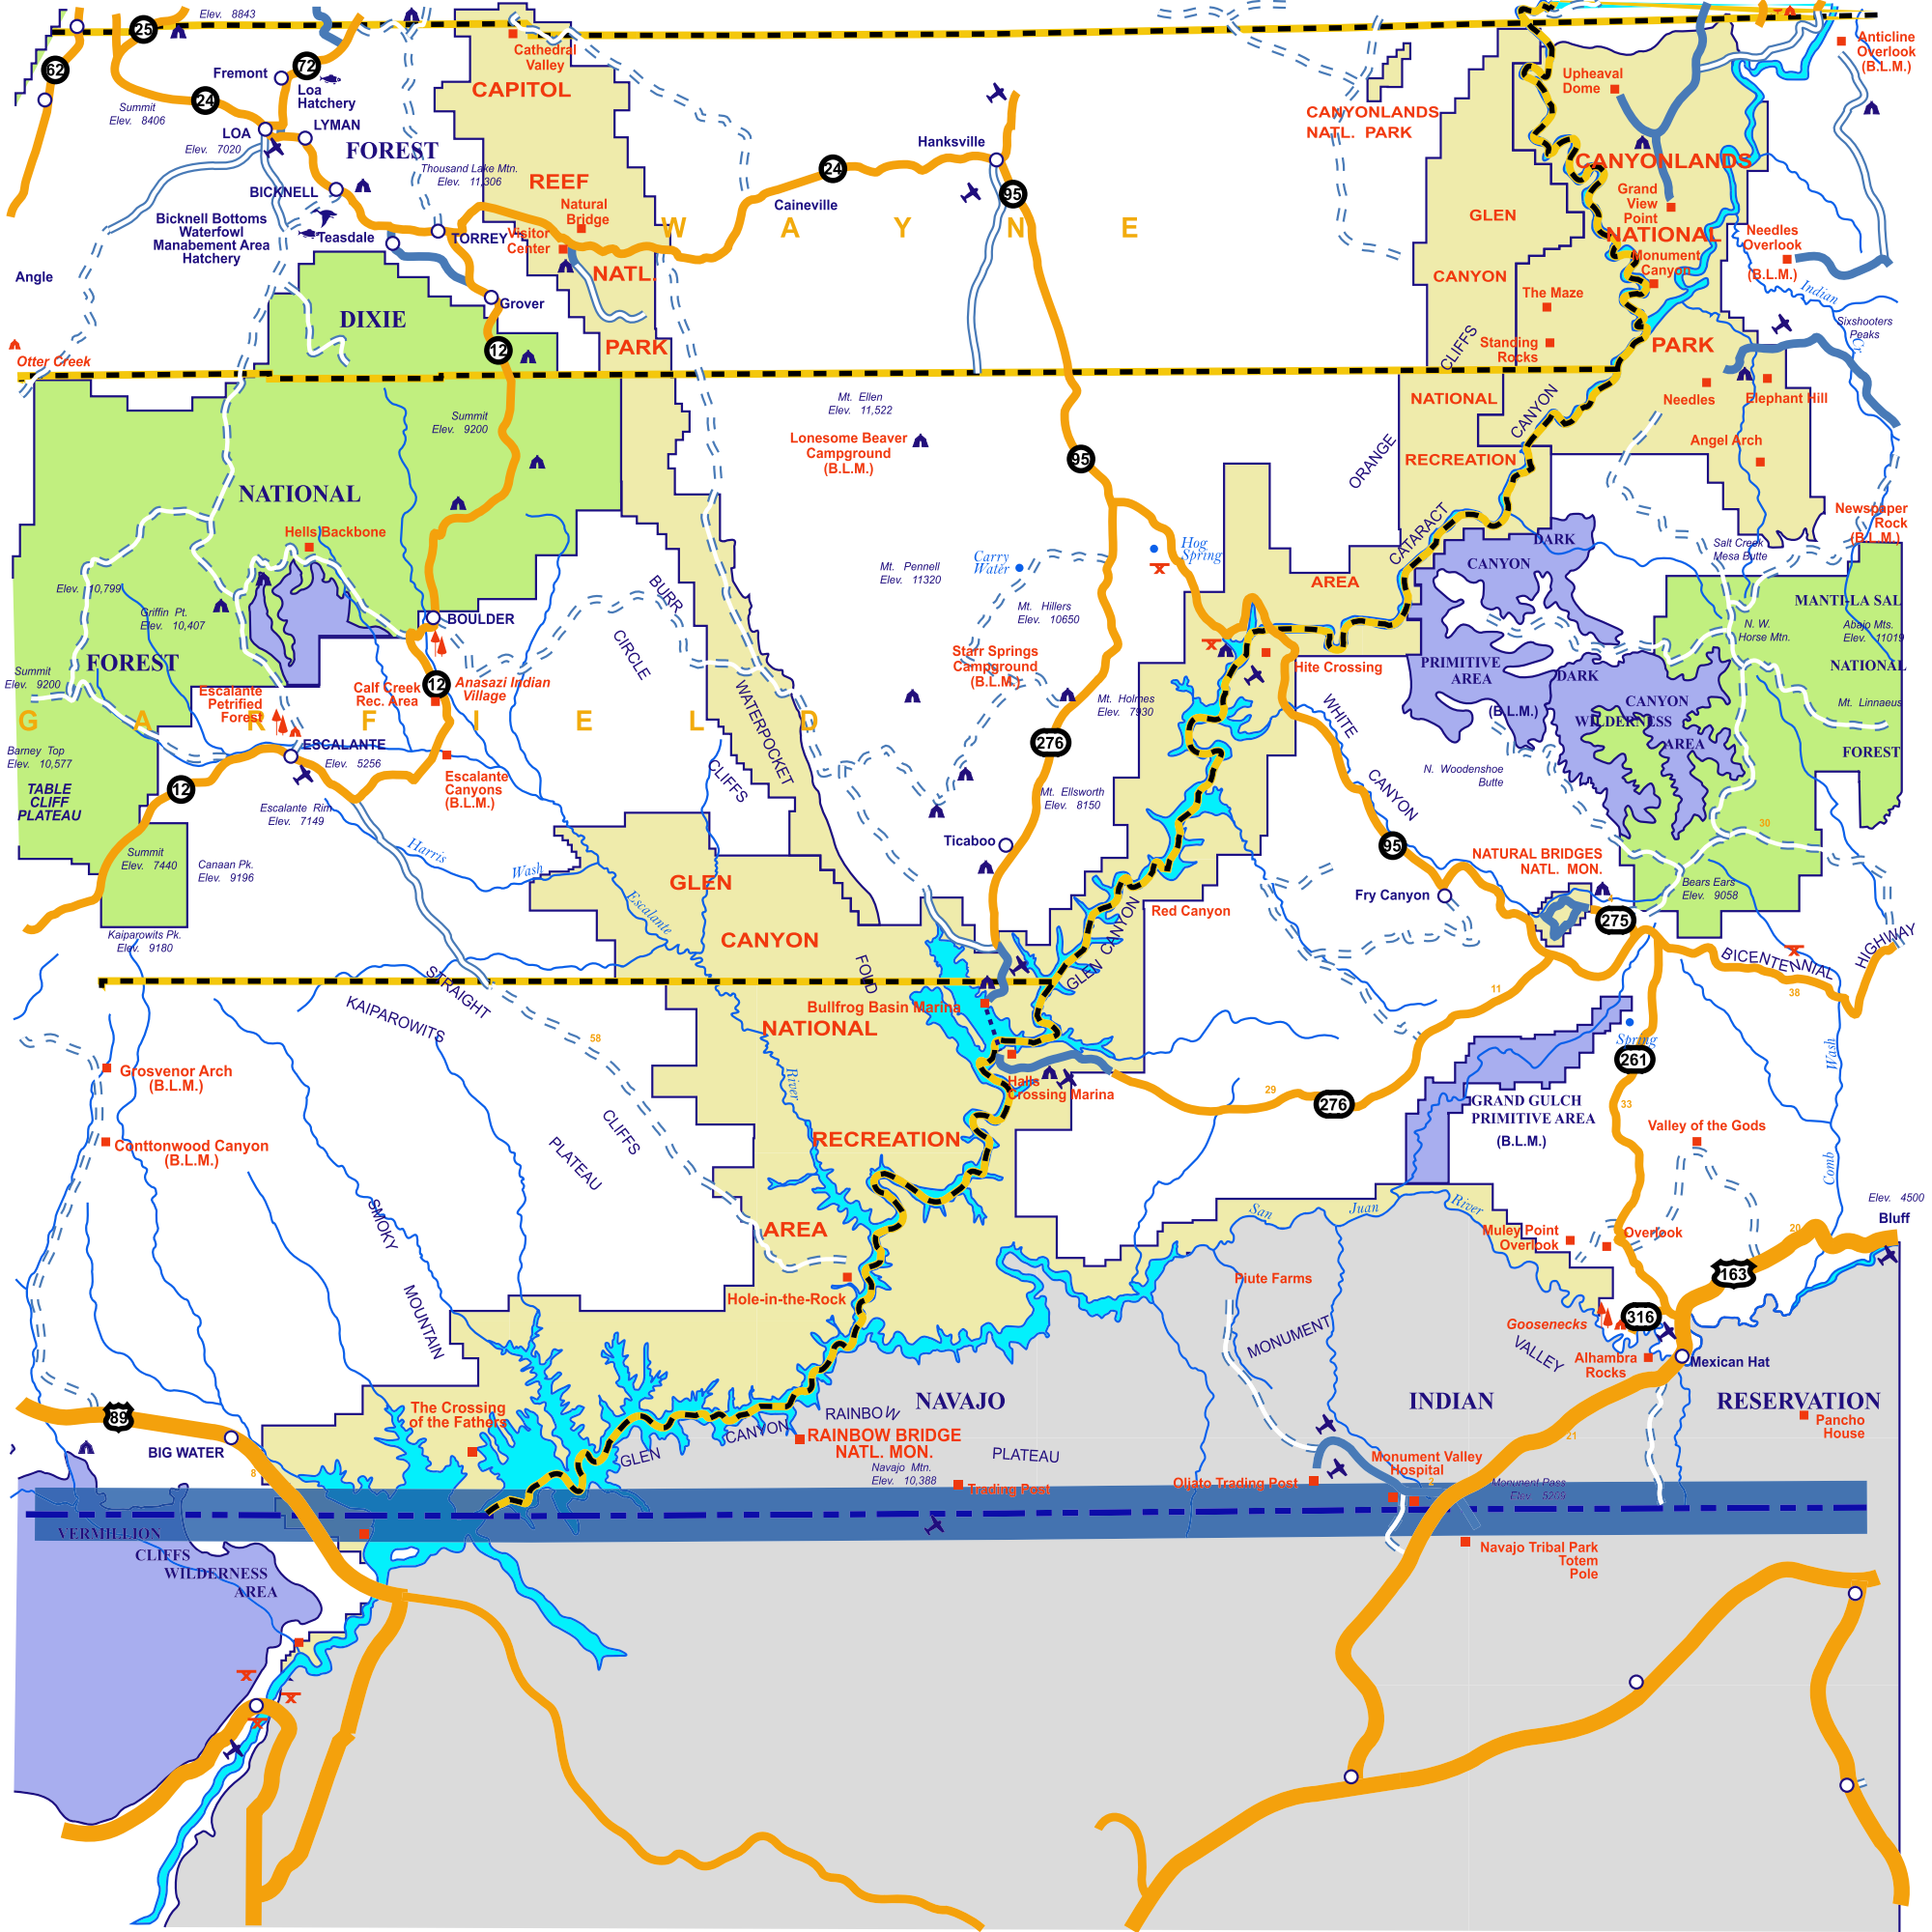 Elev. 8843
25
62
72
Fremont
Loa
Hatchery
24
Summit
Elev. 8406
LOA
LYMAN
Elev. 7020
FOREST
BICKNELL
Thousand Lake Mtn.
Elev. 11,306
Bicknell Bottoms
Waterfowl
Manabement Area
Hatchery
Teasdale
TORREY
Angle
Grover
DIXIE
12
Otter Creek
Cathedral
Valley
CAPITOL
REEF
Natural
Bridge
Visitor
Center
NATL.
PARK
W A Y N E
24
Caineville
Hanksville
95
CANYONLANDS
NATL. PARK
Upheaval
Dome
Anticline
Overlook
(B.L.M.)
CANYONLANDS
Grand
View
Point
NATIONAL
Monument
Canyon
Needles
Overlook
(B.L.M.)
Indian
Cr.
Sixshooters
Peaks
GLEN
CANYON
The Maze
Standing
Rocks
CLIFFS
PARK
NATIONAL
RECREATION
AREA
CANYON
ORANGE
CATARACT
Needles
Elephant Hill
Angel Arch
Newspaper
Rock
(B.L.M.)
Salt Creek
Mesa Butte
Summit
Elev. 9200
NATIONAL
Hells Backbone
Elev. 10,799
Griffin Pt.
Elev. 10,407
FOREST
Summit
Elev. 9200
BOULDER
Escalante
Petrified
Forest
Calf Creek
Rec. Area
12
Anasazi Indian
Village
G A R F I E L D
Barney Top
Elev. 10,577
TABLE
CLIFF
PLATEAU
12
ESCALANTE
Elev. 5256
Escalante
Canyons
(B.L.M.)
Escalante Rim
Elev. 7149
Summit
Elev. 7440
Canaan Pk.
Elev. 9196
Kaiparowits Pk.
Elev. 9180
Harris
Wash
Escalante
River
BURR
CIRCLE
CLIFFS
WATERPOCKET
FOLD
Mt. Ellen
Elev. 11,522
Lonesome Beaver
Campground
(B.L.M.)
95
Carry
Water
Hog
Spring
Mt. Pennell
Elev. 11320
Mt. Hillers
Elev. 10650
Starr Springs
Campground
(B.L.M.)
Mt. Holmes
Elev. 7930
276
Mt. Ellsworth
Elev. 8150
Ticaboo
Hite Crossing
WHITE
CANYON
95
Fry Canyon
Red Canyon
GLEN CANYON
DARK
CANYON
PRIMITIVE
AREA
(B.L.M.)
DARK
CANYON
WILDERNESS
AREA
N. Woodenshoe
Butte
N. W.
Horse Mtn.
MANTI-LA SAL
Abajo Mts.
Elev. 11019
NATIONAL
Mt. Linnaeus
FOREST
30
NATURAL BRIDGES
NATL. MON.
4
275
Bears Ears
Elev. 9058
BICENTENNIAL
HIGHWAY
38
11
GLEN
CANYON
NATIONAL
RECREATION
AREA
STRAIGHT
CLIFFS
KAIPAROWITS
PLATEAU
58
Bullfrog Basin Marina
Halls
Crossing Marina
29
276
Spring
261
33
GRAND GULCH
PRIMITIVE AREA
(B.L.M.)
Valley of the Gods
Wash
Comb
Elev. 4500
Bluff
Grosvenor Arch
(B.L.M.)
Conttonwood Canyon
(B.L.M.)
SMOKY
MOUNTAIN
Hole-in-the-Rock
San
Juan
River
Muley Point
Overlook
Overlook
20
163
Piute Farms
Goosenecks
316
MONUMENT
VALLEY
Alhambra
Rocks
Mexican Hat
89
BIG WATER
8
The Crossing
of the Fathers
GLEN
CANYON
RAINBOW
PLATEAU
RAINBOW BRIDGE
NATL. MON.
Navajo Mtn.
Elev. 10,388
Trading Post
NAVAJO
INDIAN
RESERVATION
Pancho
House
21
Monument Valley
Hospital
Oljato Trading Post
2
Monument Pass
Elev. 5209
Navajo Tribal Park
Totem
Pole
VERMILLION
CLIFFS
WILDERNESS
AREA